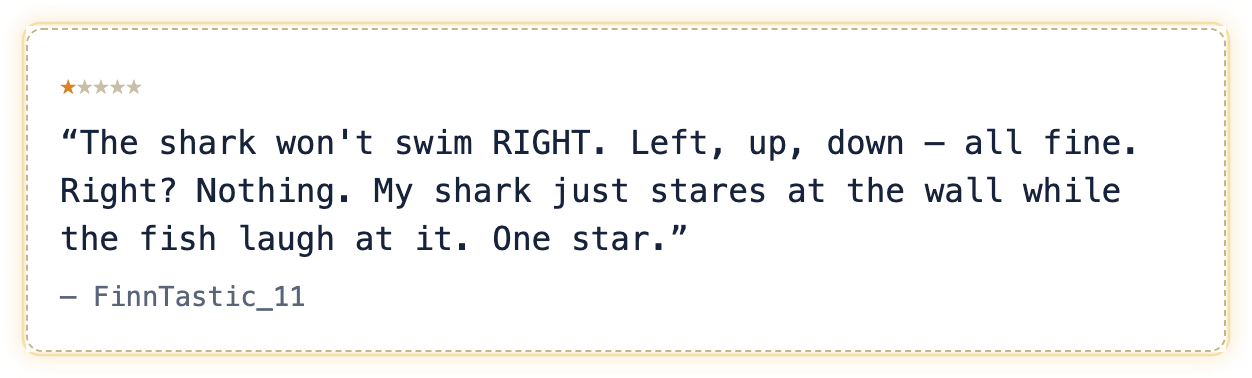 ★★★★★
“The shark won't swim RIGHT. Left, up, down — all fine.
Right? Nothing. My shark just stares at the wall while
the fish laugh at it. One star.”
— FinnTastic_11